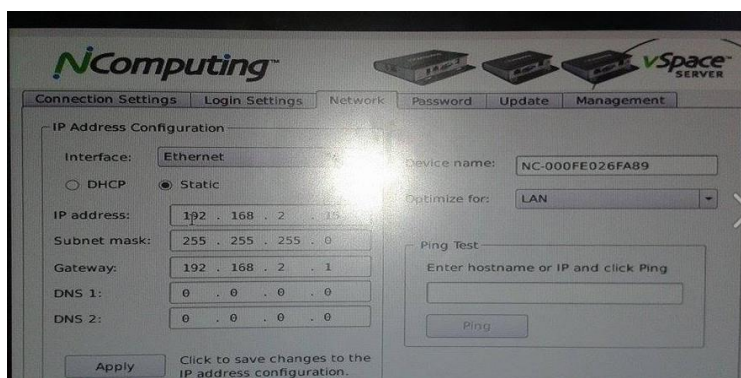 NComputing™
vSpace™
SERVER
Connection Settings Login Settings Network Password Update Management
IP Address Configuration
Interface: Ethernet
DHCP Static
IP address: 192 . 168 . 2 . 15
Subnet mask: 255 . 255 . 255 . 0
Gateway: 192 . 168 . 2 . 1
DNS 1: 0 . 0 . 0 . 0
DNS 2: 0 . 0 . 0 . 0
Apply Click to save changes to the
IP address configuration.
Device name: NC-000FE026FA89
Optimize for: LAN
Ping Test
Enter hostname or IP and click Ping
Ping